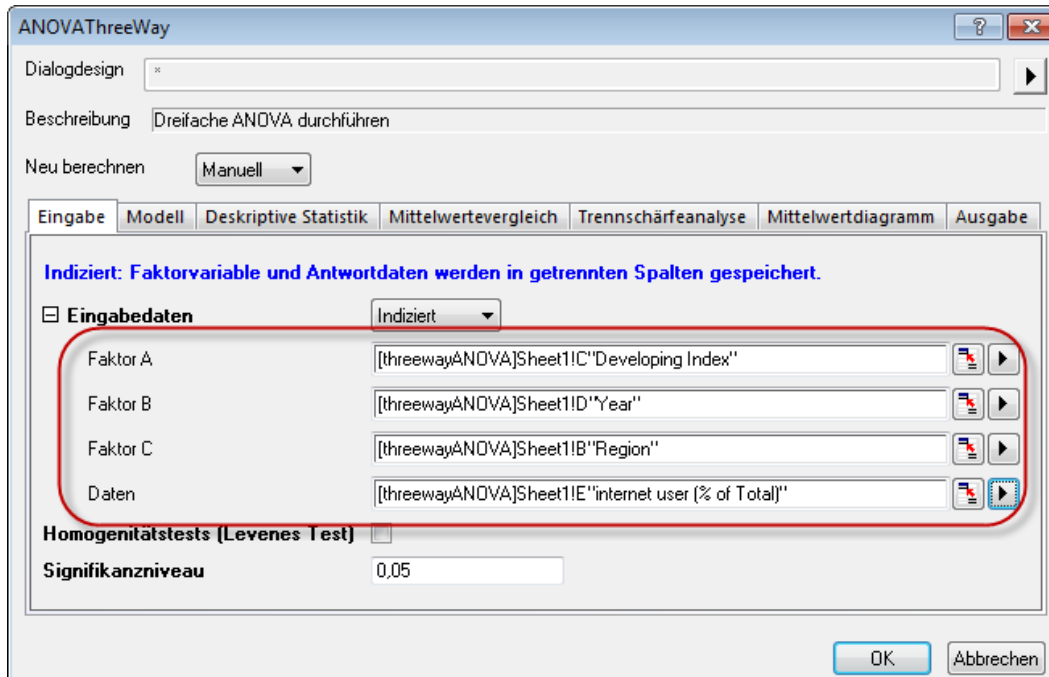 ANOVAThreeWay
Dialogdesign *
Beschreibung Dreifache ANOVA durchführen
Neu berechnen Manuell
Eingabe Modell Deskriptive Statistik Mittelwertevergleich Trennschärfeanalyse Mittelwertdiagramm Ausgabe
Indiziert: Faktorvariable und Antwortdaten werden in getrennten Spalten gespeichert.
Eingabedaten Indiziert
Faktor A [threewayANOVA]Sheet1!C"Developing Index"
Faktor B [threewayANOVA]Sheet1!D"Year"
Faktor C [threewayANOVA]Sheet1!B"Region"
Daten [threewayANOVA]Sheet1!E"internet user (% of Total)"
Homogenitätstests (Levenes Test)
Signifikanzniveau 0,05
OK Abbrechen